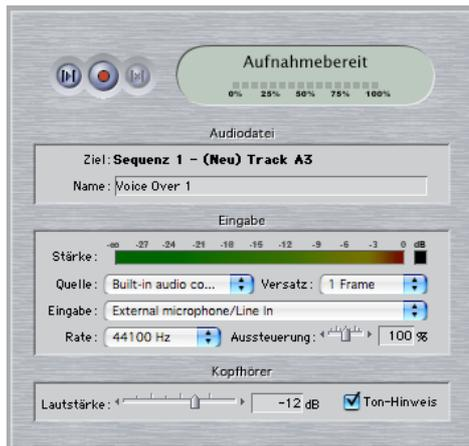 Aufnahmebereit
0% 25% 50% 75% 100%
Audiodatei
Ziel: Sequenz 1 - (Neu) Track A3
Name: Voice Over 1
Eingabe
-∞ -27 -24 -21 -18 -15 -12 -9 -6 -3 0 dB
Stärke:
Quelle: Built-in audio co... Versatz: 1 Frame
Eingabe: External microphone/Line In
Rate: 44100 Hz Aussteuerung: 100 %
Kopfhörer
Lautstärke: -12 dB Ton-Hinweis